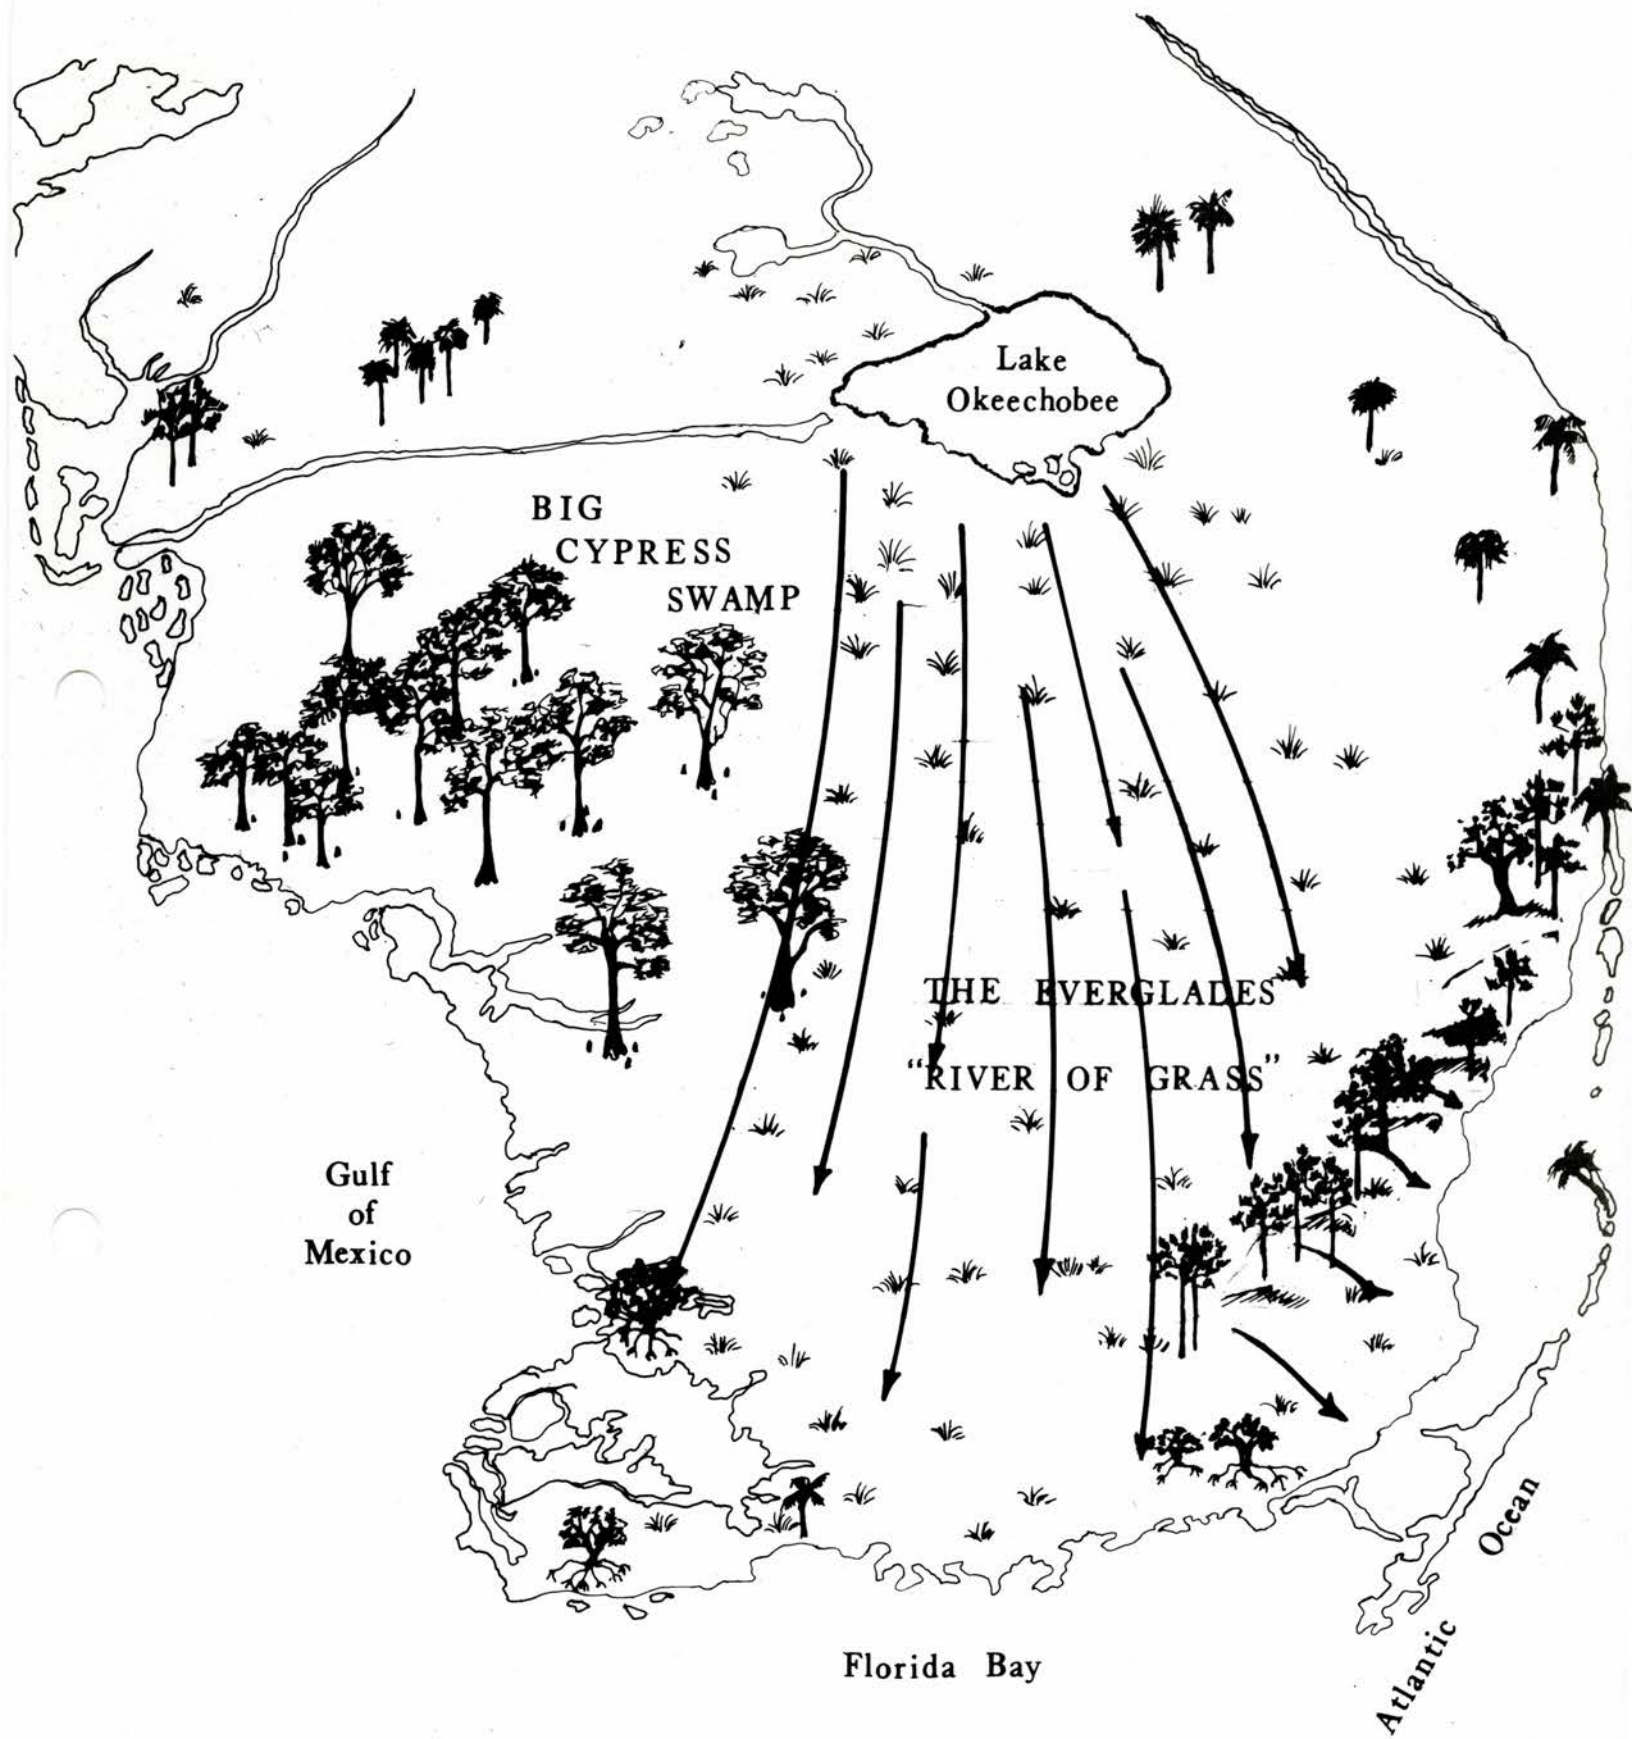 Lake
Okeechobee
BIG
CYPRESS
SWAMP
THE EVERGLADES
"RIVER OF GRASS"
Gulf
of
Mexico
Florida Bay
Atlantic Ocean